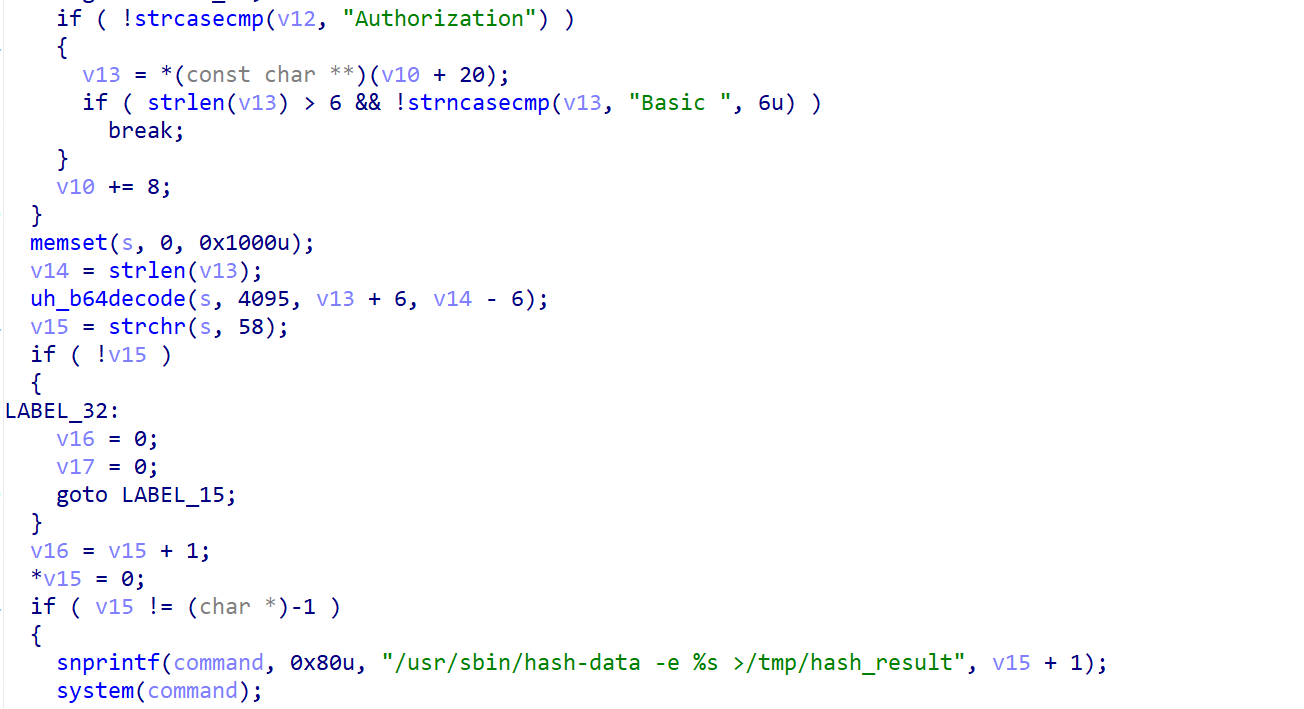 if ( !strcasecmp(v12, "Authorization") )
{
v13 = *(const char **)(v10 + 20);
if ( strlen(v13) > 6 && !strncasecmp(v13, "Basic ", 6u) )
break;
}
v10 += 8;
}
memset(s, 0, 0x1000u);
v14 = strlen(v13);
uh_b64decode(s, 4095, v13 + 6, v14 - 6);
v15 = strchr(s, 58);
if ( !v15 )
{
LABEL_32:
v16 = 0;
v17 = 0;
goto LABEL_15;
}
v16 = v15 + 1;
*v15 = 0;
if ( v15 != (char *)-1 )
{
snprintf(command, 0x80u, "/usr/sbin/hash-data -e %s >/tmp/hash_result", v15 + 1);
system(command);